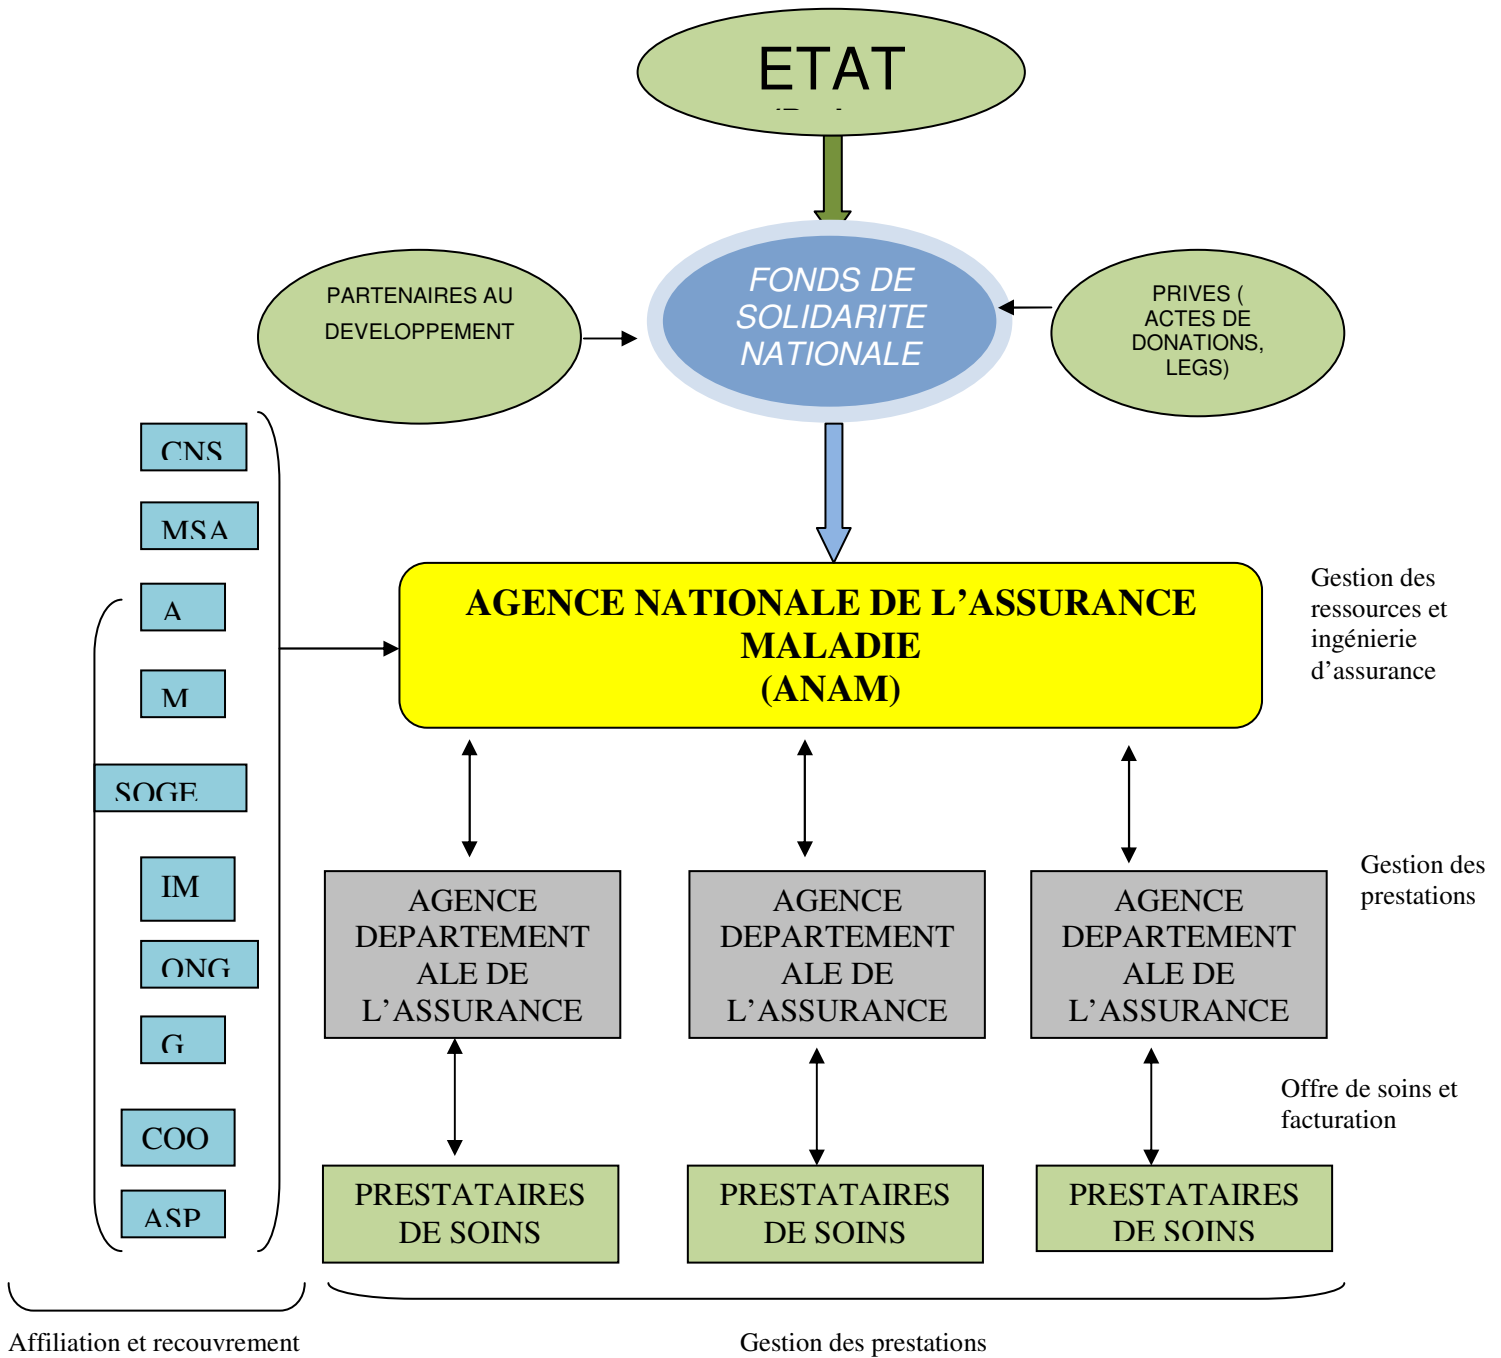 ETAT
PARTENAIRES AU
DEVELOPPEMENT
FONDS DE
SOLIDARITE
NATIONALE
PRIVES (
ACTES DE
DONATIONS,
LEGS)
CNS
MSA
A
M
SOGE
IM
ONG
G
COO
ASP
AGENCE NATIONALE DE L’ASSURANCE
MALADIE
(ANAM)
Gestion des
ressources et
ingénierie
d’assurance
AGENCE
DEPARTEMENT
ALE DE
L’ASSURANCE
AGENCE
DEPARTEMENT
ALE DE
L’ASSURANCE
AGENCE
DEPARTEMENT
ALE DE
L’ASSURANCE
Gestion des
prestations
Offre de soins et
facturation
PRESTATAIRES
DE SOINS
PRESTATAIRES
DE SOINS
PRESTATAIRES
DE SOINS
Affiliation et recouvrement
Gestion des prestations